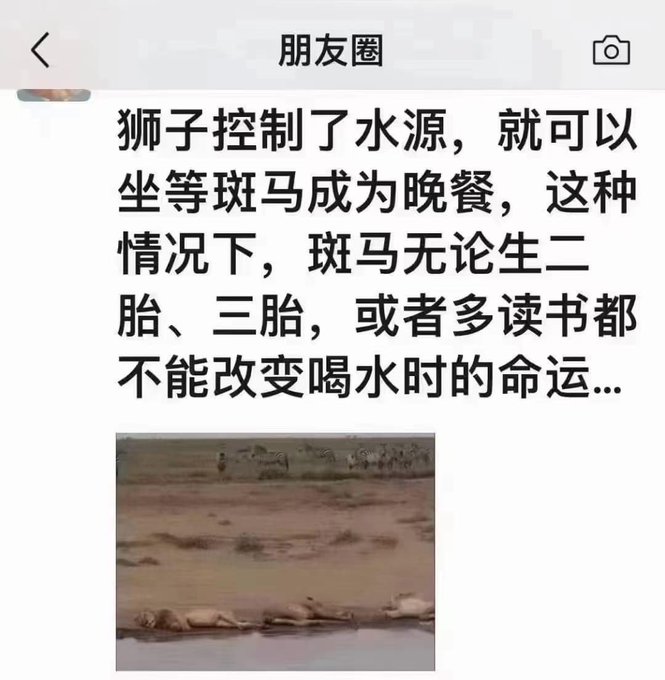 朋友圈
狮子控制了水源，就可以
坐等斑马成为晚餐，这种
情况下，斑马无论生二
胎、三胎，或者多读书都
不能改变喝水时的命运...